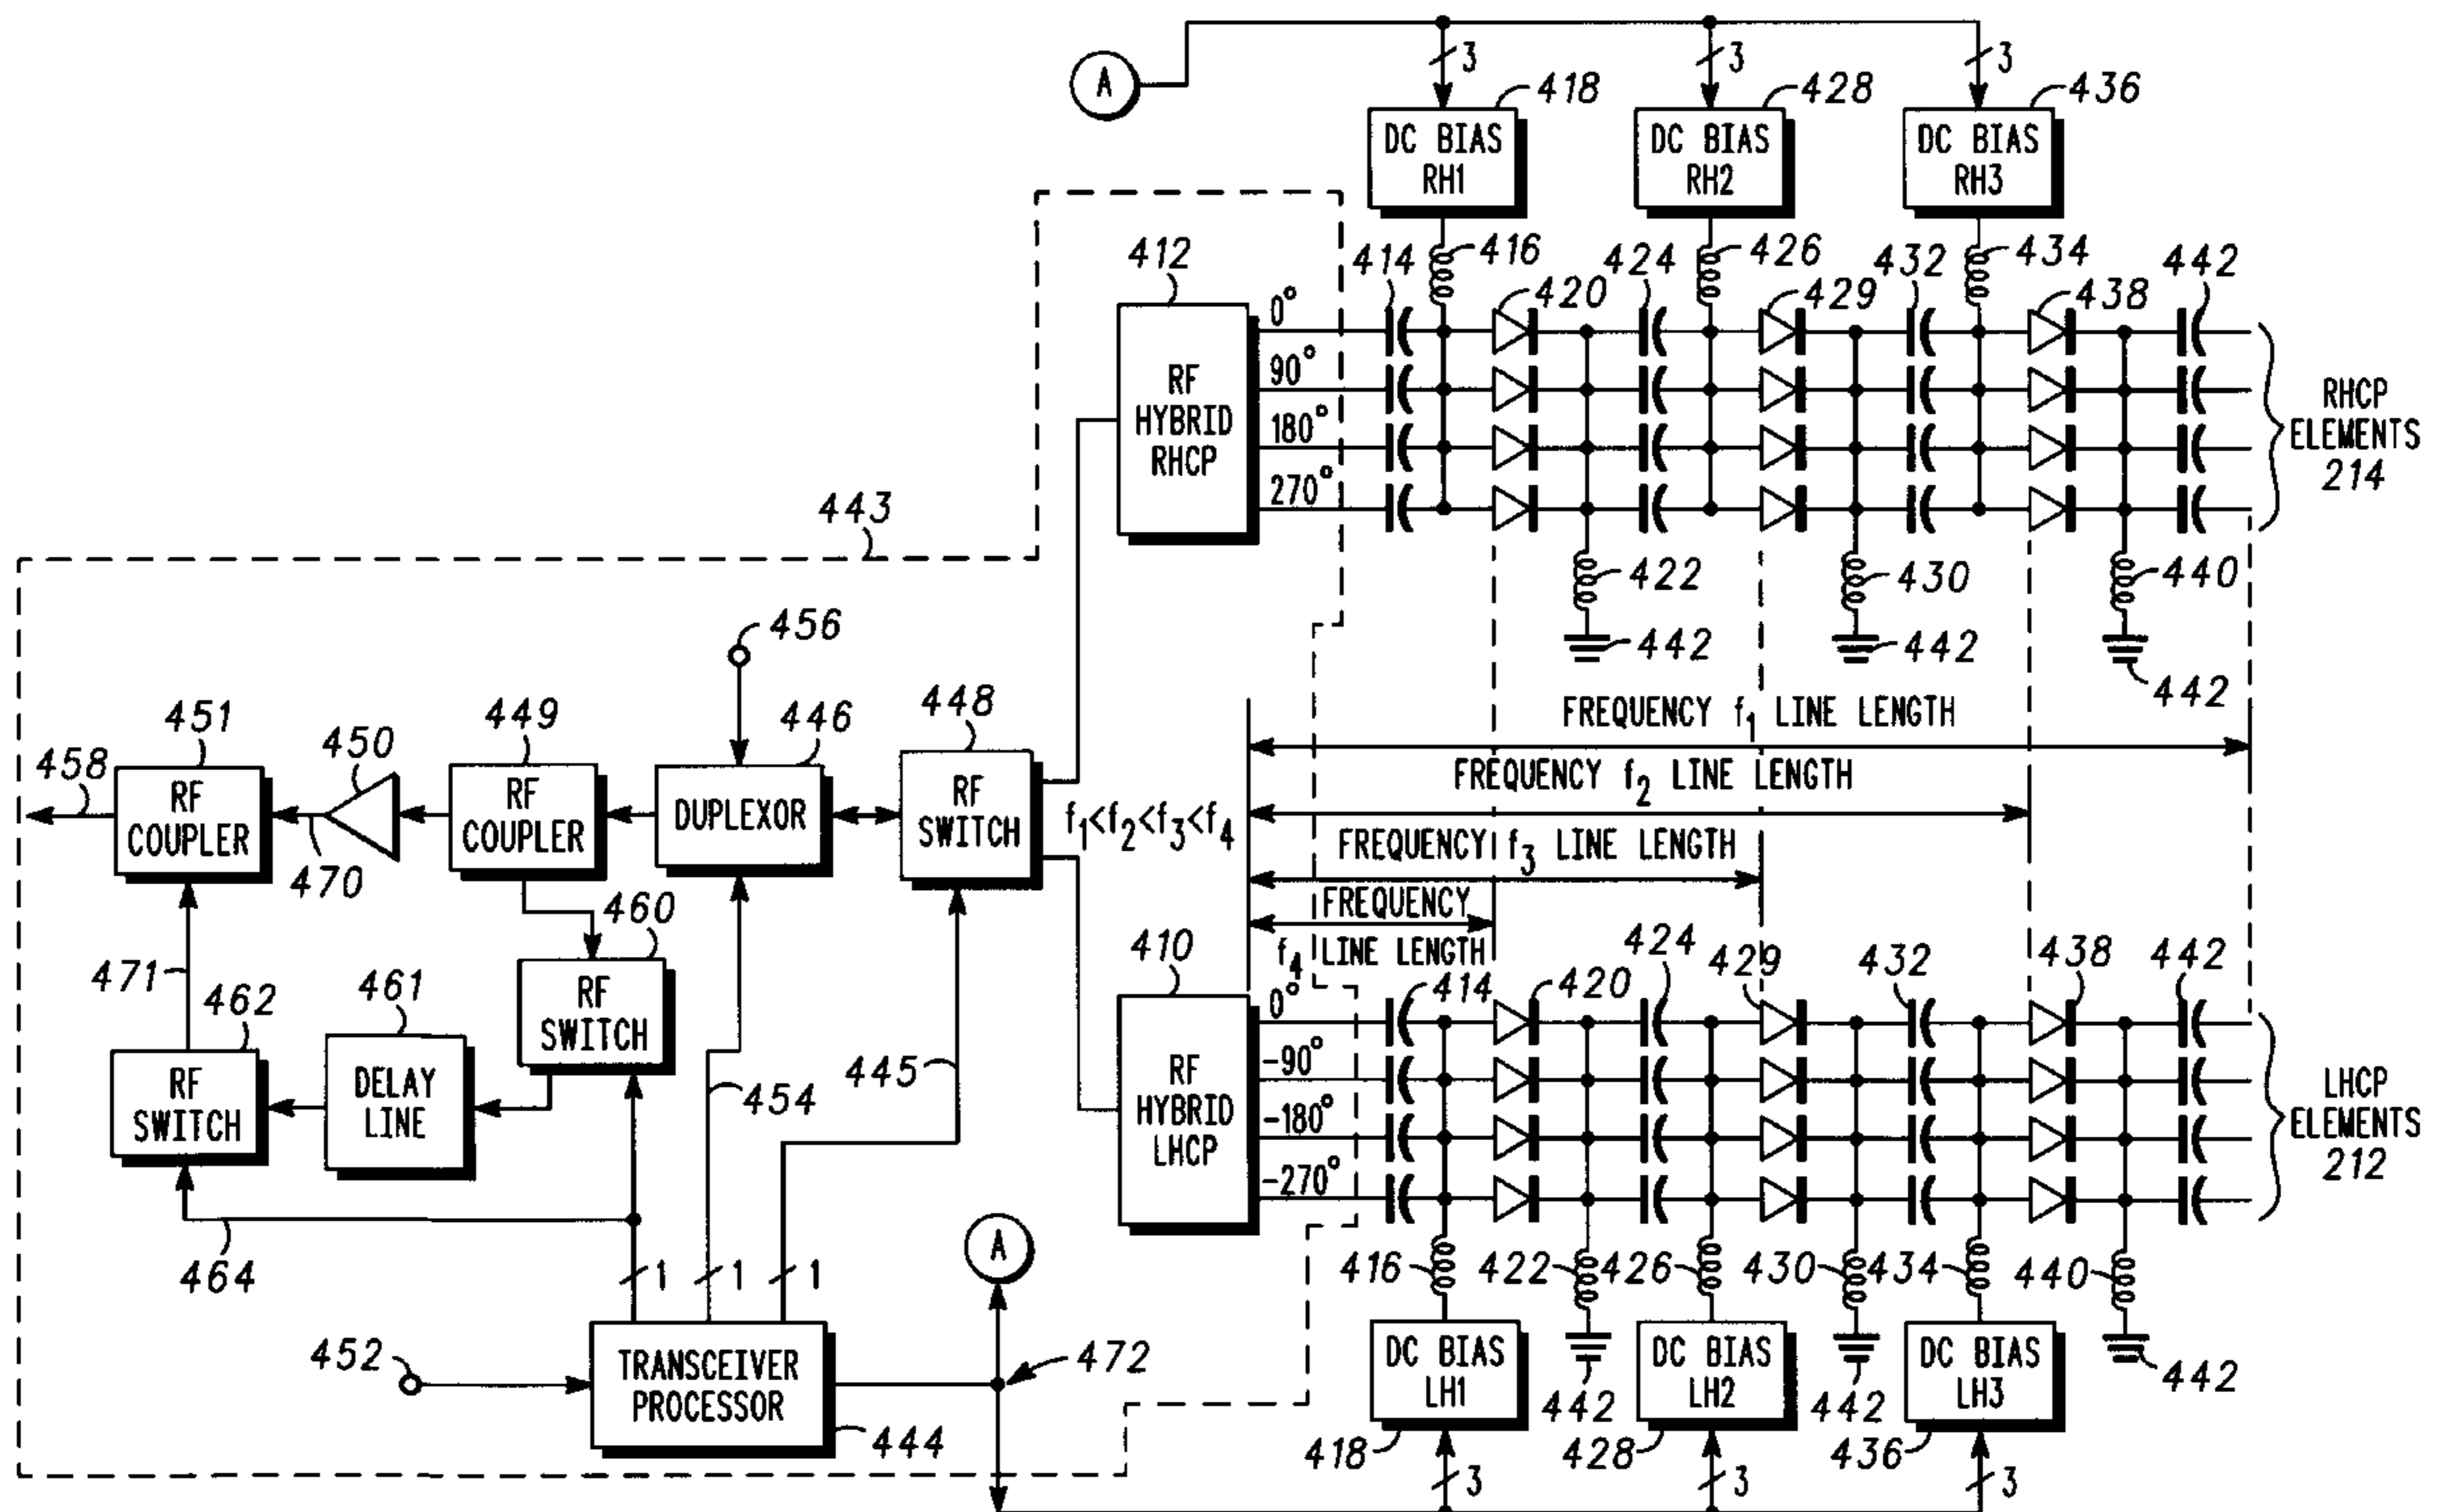 A
3
3
3
418
428
436
DC BIAS
RH1
DC BIAS
RH2
DC BIAS
RH3
412
414
416
424
426
432
434
442
420
429
438
RF
HYBRID
RHCP
0°
90°
180°
270°
RHCP
ELEMENTS
214
443
422
430
440
442
442
442
456
451
450
449
446
448
458
RF
COUPLER
470
RF
COUPLER
DUPLEXOR
RF
SWITCH
f1<f2<f3<f4
FREQUENCY f1 LINE LENGTH
FREQUENCY f2 LINE LENGTH
FREQUENCY f3 LINE LENGTH
FREQUENCY
f4 LINE LENGTH
460
471
462
461
RF
SWITCH
RF
SWITCH
DELAY
LINE
454
445
464
1
1
1
410
RF
HYBRID
LHCP
0°
-90°
-180°
-270°
414
420
424
429
432
438
442
LHCP
ELEMENTS
212
416
422
426
430
434
440
A
452
TRANSCEIVER
PROCESSOR
444
472
DC BIAS
LH1
DC BIAS
LH2
DC BIAS
LH3
442
442
442
418
428
436
3
3
3